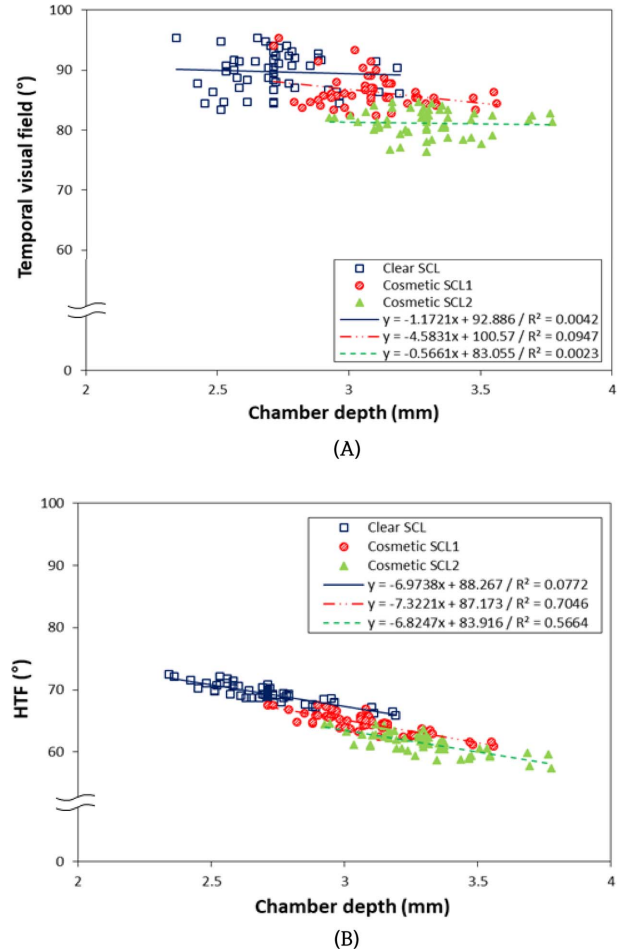 100
90
80
70
60
0
Temporal visual field (°)
Clear SCL
Cosmetic SCL1
Cosmetic SCL2
y = -1.1721x + 92.886 / R² = 0.0042
y = -4.5831x + 100.57 / R² = 0.0947
y = -0.5661x + 83.055 / R² = 0.0023
2 2.5 3 3.5 4
Chamber depth (mm)
(A)
100
90
80
70
60
0
HTF (°)
Clear SCL
Cosmetic SCL1
Cosmetic SCL2
y = -6.9738x + 88.267 / R² = 0.0772
y = -7.3221x + 87.173 / R² = 0.7046
y = -6.8247x + 83.916 / R² = 0.5664
2 2.5 3 3.5 4
Chamber depth (mm)
(B)